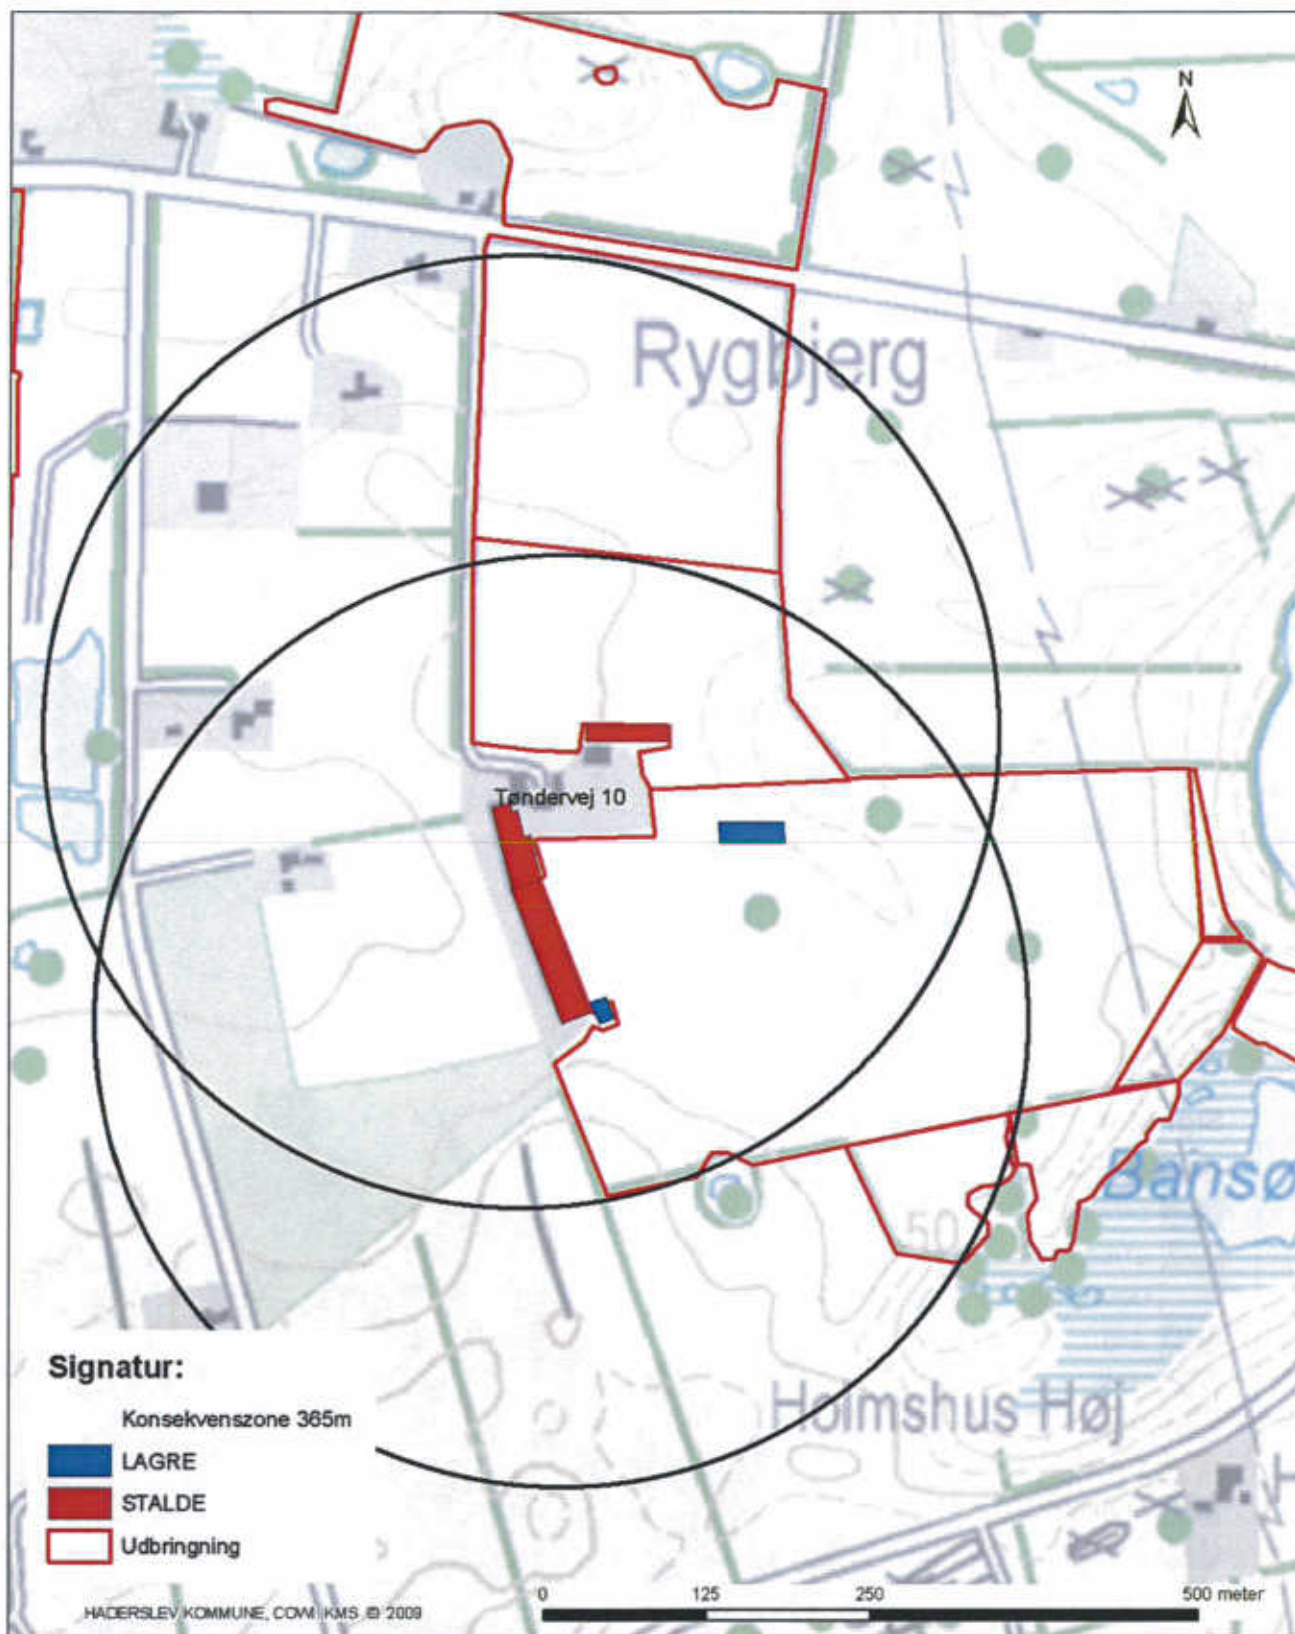 N
Rygbjerg
Tøndervej 10
Bansø
50
Holmshus Høj
H
Signatur:
Konsekvenszone 365m
LAGRE
STALDE
Udbringning
HADERSLEV KOMMUNE, COWI KMS © 2009
0 125 250 500 meter